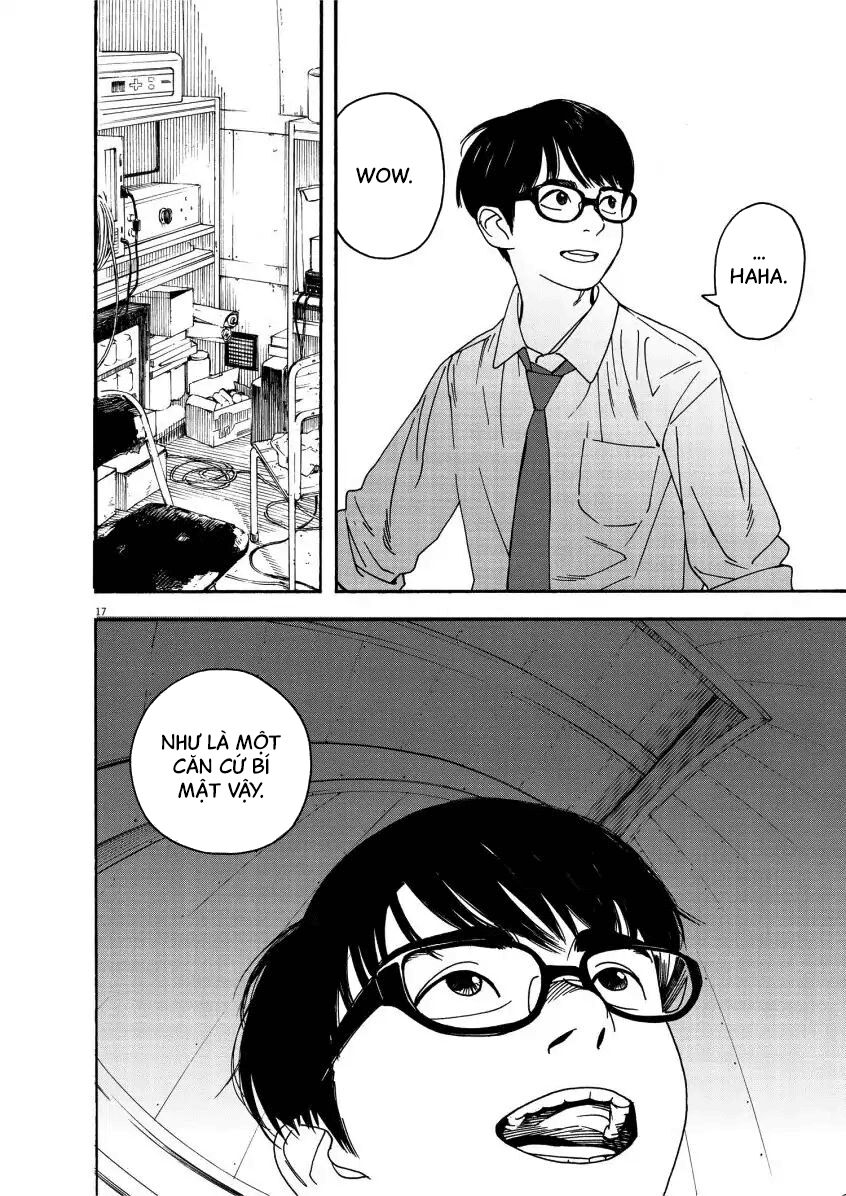 ...
HAHA.
WOW.
17
NHƯ LÀ MỘT
CĂN CỨ BÍ
MẬT VẬY.